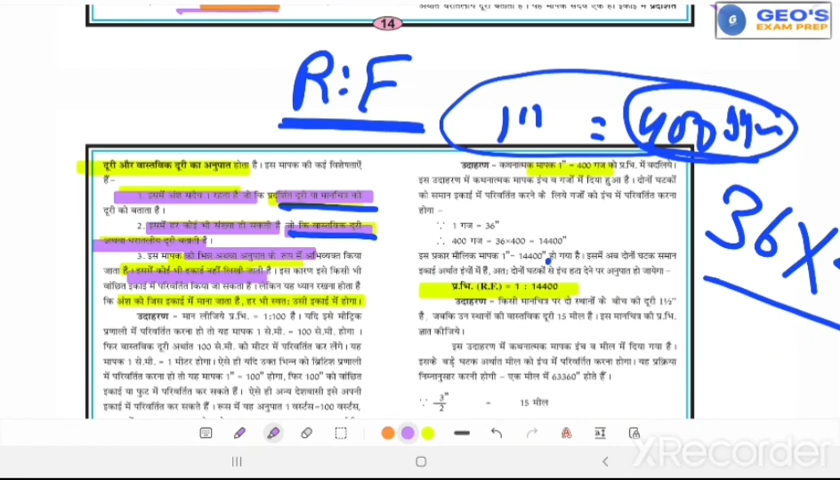 अर्थात धरातलीय दूरी बताता है। यह मापक सदैव एक ही इकाई में प्रदर्शित
14
GEO'S
EXAM PREP
R:F
1" = 400 गज
36X
दूरी और वास्तविक दूरी का अनुपात होता है। इस मापक की कई विशेषताएँ
हैं-
1. इसमें अंश सदैव 1 रहता है जो कि प्रदर्शित दूरी या मानचित्र की
दूरी को बताता है।
2. इसमें हर कोई भी संख्या हो सकती है जो कि वास्तविक दूरी
अथवा धरातलीय दूरी बताती है।
3. इस मापक को भिन्न अथवा अनुपात के रूप में अभिव्यक्त किया
जाता है। इसमें कोई भी इकाई नहीं लिखी जाती है। इस कारण इसे किसी भी
वांछित इकाई में परिवर्तित किया जा सकता है। लेकिन यह ध्यान रखना होता है
कि अंश को जिस इकाई में माना जाता है, हर भी स्वत: उसी इकाई में होगा।
उदाहरण - मान लीजिये प्र.भि. = 1:100 है। यदि इसे मीट्रिक
प्रणाली में परिवर्तित करना हो तो यह मापक 1 से.मी. = 100 से.मी. होगा।
फिर वास्तविक दूरी अर्थात 100 से.मी. को मीटर में परिवर्तित कर लेंगे। यह
मापक 1 से.मी. = 1 मीटर होगा। ऐसे ही यदि उक्त भिन्न को ब्रिटिश प्रणाली
में परिवर्तित करना हो तो यह मापक 1" = 100" होगा, फिर 100" को वांछित
इकाई या फुट में परिवर्तित कर सकते हैं। ऐसे ही अन्य देशवासी इसे अपनी
इकाई में परिवर्तित कर सकते हैं। रूस में यह अनुपात 1 वर्स्टस=100 वर्स्टस,
उदाहरण - कथनात्मक मापक 1" = 400 गज को प्र.भि. में बदलिये।
इस उदाहरण में कथनात्मक मापक इंच व गजों में दिया हुआ है। दोनों घटकों
को समान इकाई में परिवर्तित करने के लिये गजों को इंच में परिवर्तित करना
होगा -
∵ 1 गज = 36"
∴ 400 गज = 36×400 = 14400"
इस प्रकार मौलिक मापक 1"- 14400" हो गया है। इसमें अब दोनों घटक समान
इकाई अर्थात इंचों में हैं, अत: दोनों घटकों से इंच हटा देने पर अनुपात हो जायेगा -
प्र.भि. (R.F.) = 1 : 14400
उदाहरण - किसी मानचित्र पर दो स्थानों के बीच की दूरी 1½"
है, जबकि उन स्थानों की वास्तविक दूरी 15 मील है। इस मानचित्र की प्र.भि.
ज्ञात कीजिये।
इस उदाहरण में कथनात्मक मापक इंच व मील में दिया गया है।
इसके बड़े घटक अर्थात मील को इंच में परिवर्तित करना होगा। यह प्रक्रिया
निम्नानुसार करनी होगी - एक मील में 63360" होते हैं।
∵ 3/2" = 15 मील
XRecorder